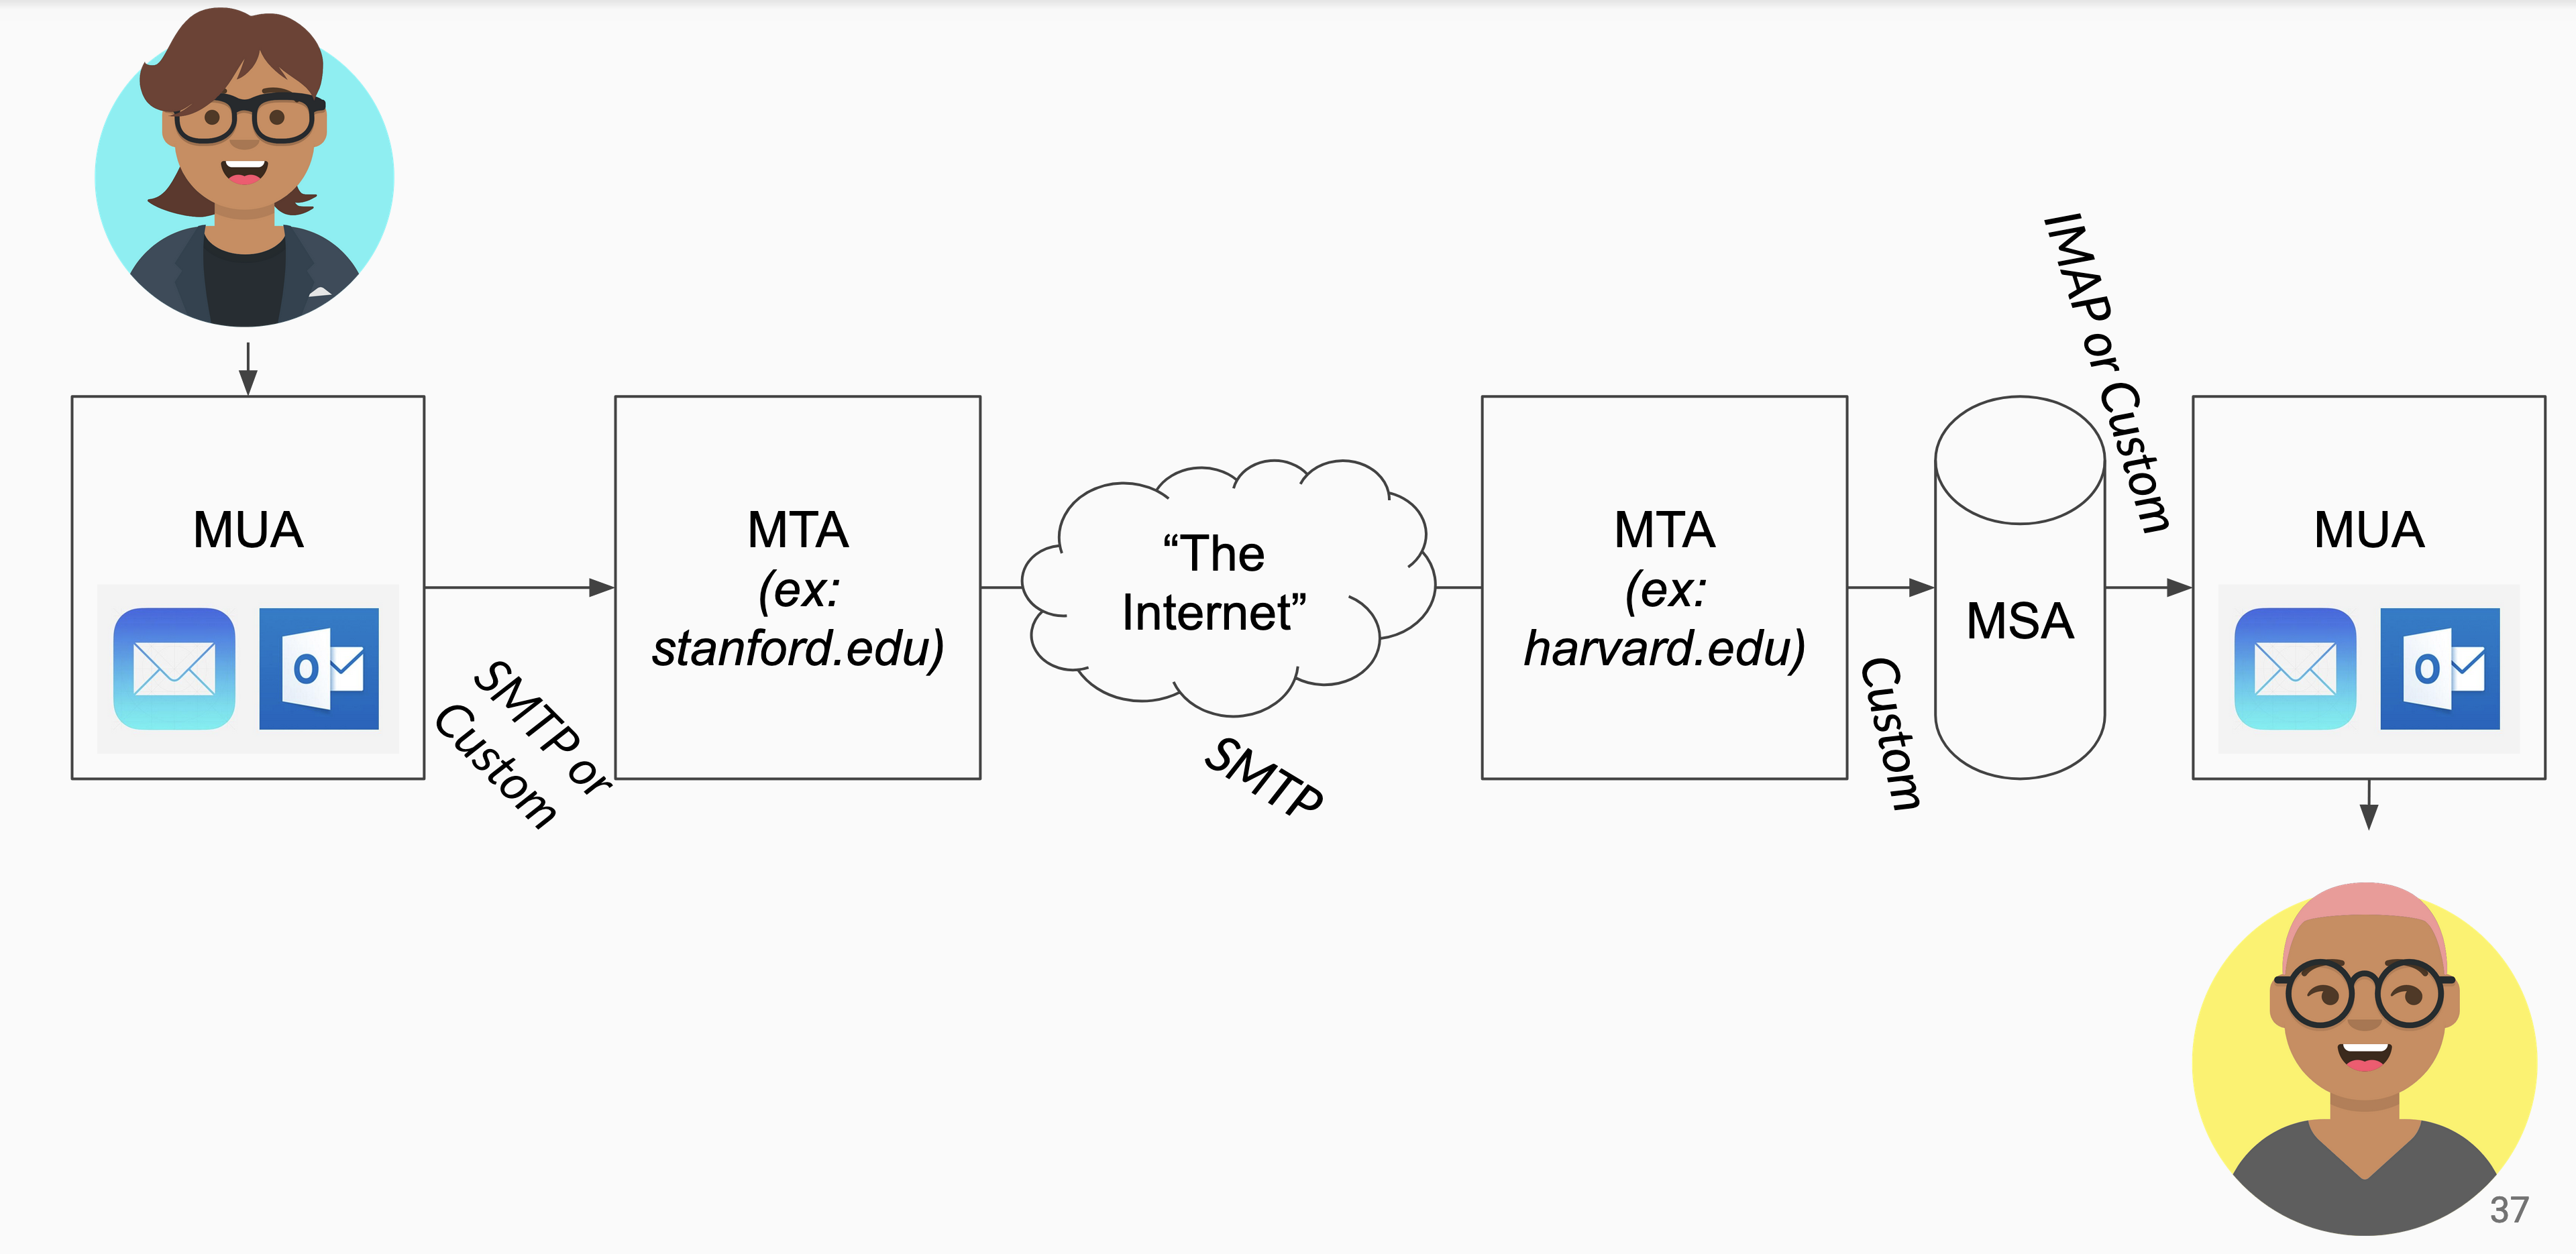 MUA
SMTP or
Custom
MTA
(ex:
stanford.edu)
“The
Internet”
SMTP
MTA
(ex:
harvard.edu)
Custom
MSA
IMAP or Custom
MUA
O
O
37